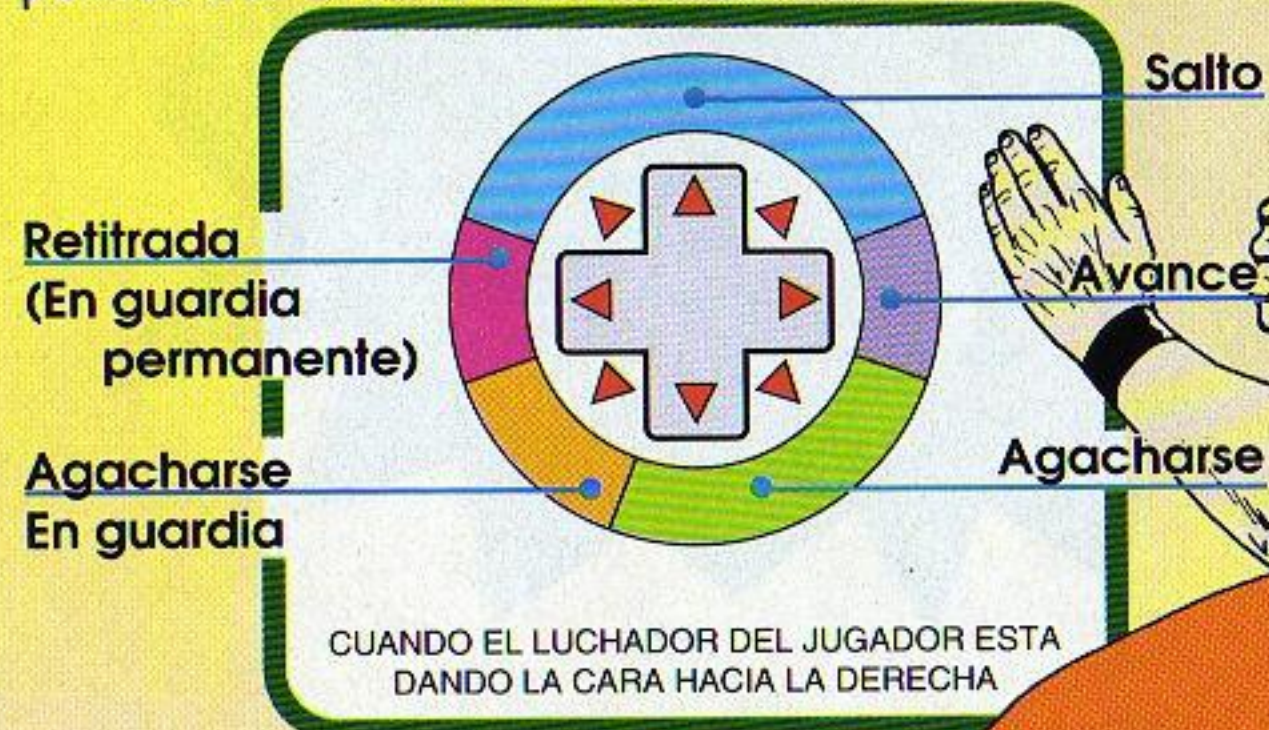 Salto
Retitrada
(En guardia
permanente)
Avance
Agacharse
En guardia
Agacharse
CUANDO EL LUCHADOR DEL JUGADOR ESTA
DANDO LA CARA HACIA LA DERECHA